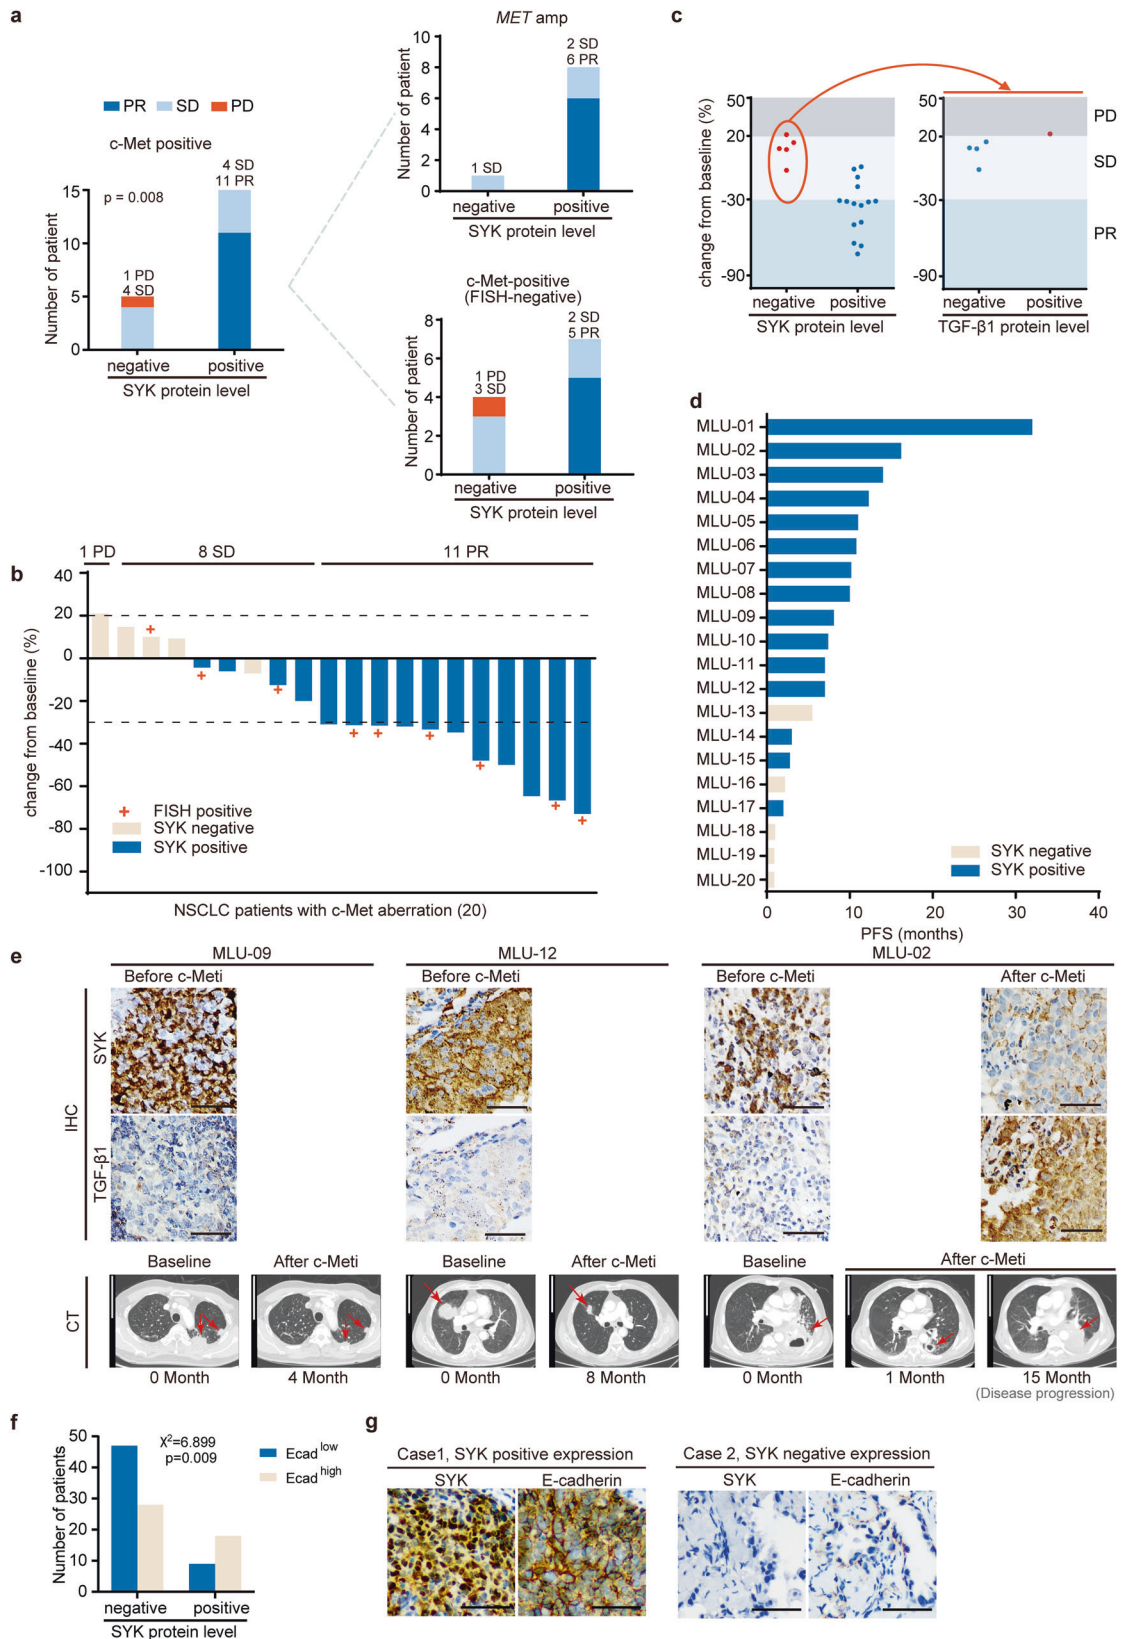 a
PR SD PD
c-Met positive
p = 0.008
Number of patient
15
10
5
0
1 PD
4 SD
4 SD
11 PR
negative positive
SYK protein level
MET amp
Number of patient
10
8
6
4
2
0
1 SD
2 SD
6 PR
negative positive
SYK protein level
c-Met-positive
(FISH-negative)
Number of patient
8
6
4
2
0
1 PD
3 SD
2 SD
5 PR
negative positive
SYK protein level
c
change from baseline (%)
50
20
-30
-90
negative positive
SYK protein level
50
20
-30
-90
PD
SD
PR
negative positive
TGF-β1 protein level
b
1 PD 8 SD 11 PR
change from baseline (%)
40
20
0
-20
-40
-60
-80
-100
+ FISH positive
SYK negative
SYK positive
NSCLC patients with c-Met aberration (20)
d
MLU-01
MLU-02
MLU-03
MLU-04
MLU-05
MLU-06
MLU-07
MLU-08
MLU-09
MLU-10
MLU-11
MLU-12
MLU-13
MLU-14
MLU-15
MLU-16
MLU-17
MLU-18
MLU-19
MLU-20
SYK negative
SYK positive
0 10 20 30 40
PFS (months)
e
MLU-09 MLU-12 MLU-02
Before c-Meti Before c-Meti Before c-Meti After c-Meti
IHC
SYK
TGF-β1
Baseline After c-Meti Baseline After c-Meti Baseline After c-Meti
CT
0 Month 4 Month 0 Month 8 Month 0 Month 1 Month 15 Month
(Disease progression)
f
Number of patients
50
40
30
20
10
0
X²=6.899
p=0.009
Ecad low
Ecad high
negative positive
SYK protein level
g
Case1, SYK positive expression Case 2, SYK negative expression
SYK E-cadherin SYK E-cadherin